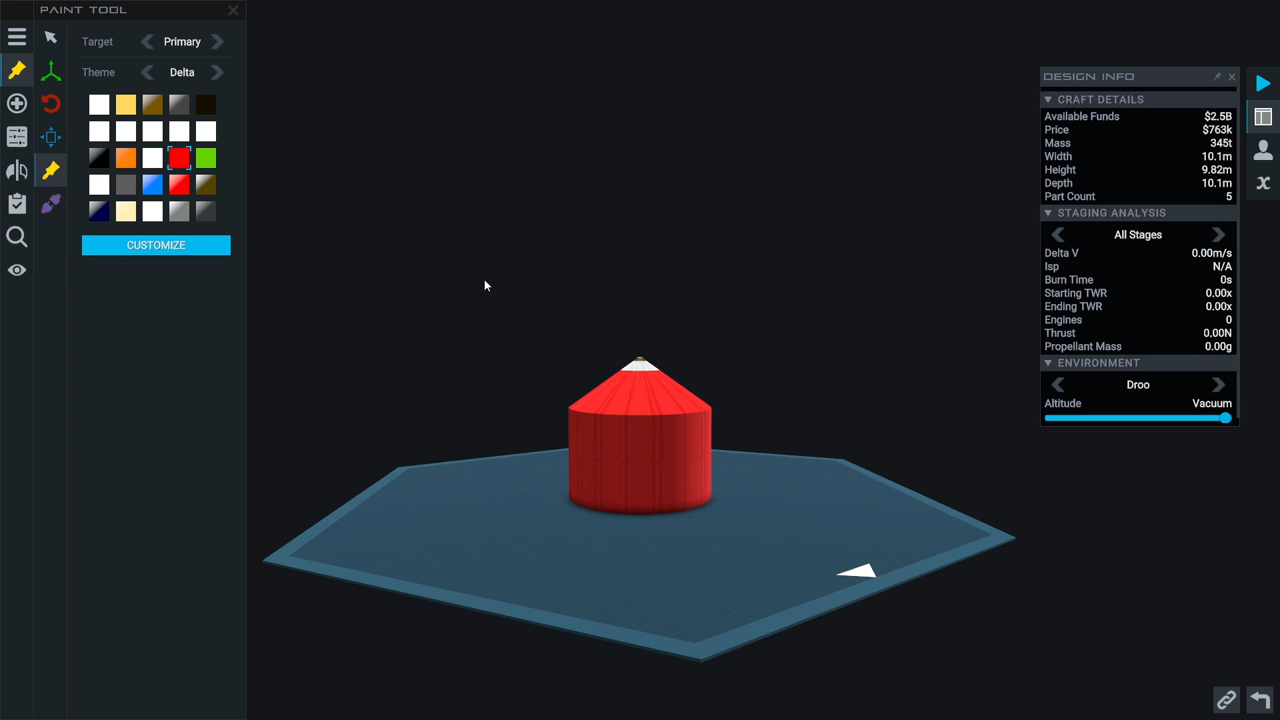 PAINT TOOL
Target Primary
Theme Delta
CUSTOMIZE
DESIGN INFO
CRAFT DETAILS
Available Funds $2.5B
Price $763k
Mass 345t
Width 10.1m
Height 9.82m
Depth 10.1m
Part Count 5
STAGING ANALYSIS
All Stages
Delta V 0.00m/s
Isp N/A
Burn Time 0s
Starting TWR 0.00x
Ending TWR 0.00x
Engines 0
Thrust 0.00N
Propellant Mass 0.00g
ENVIRONMENT
Droo
Altitude Vacuum